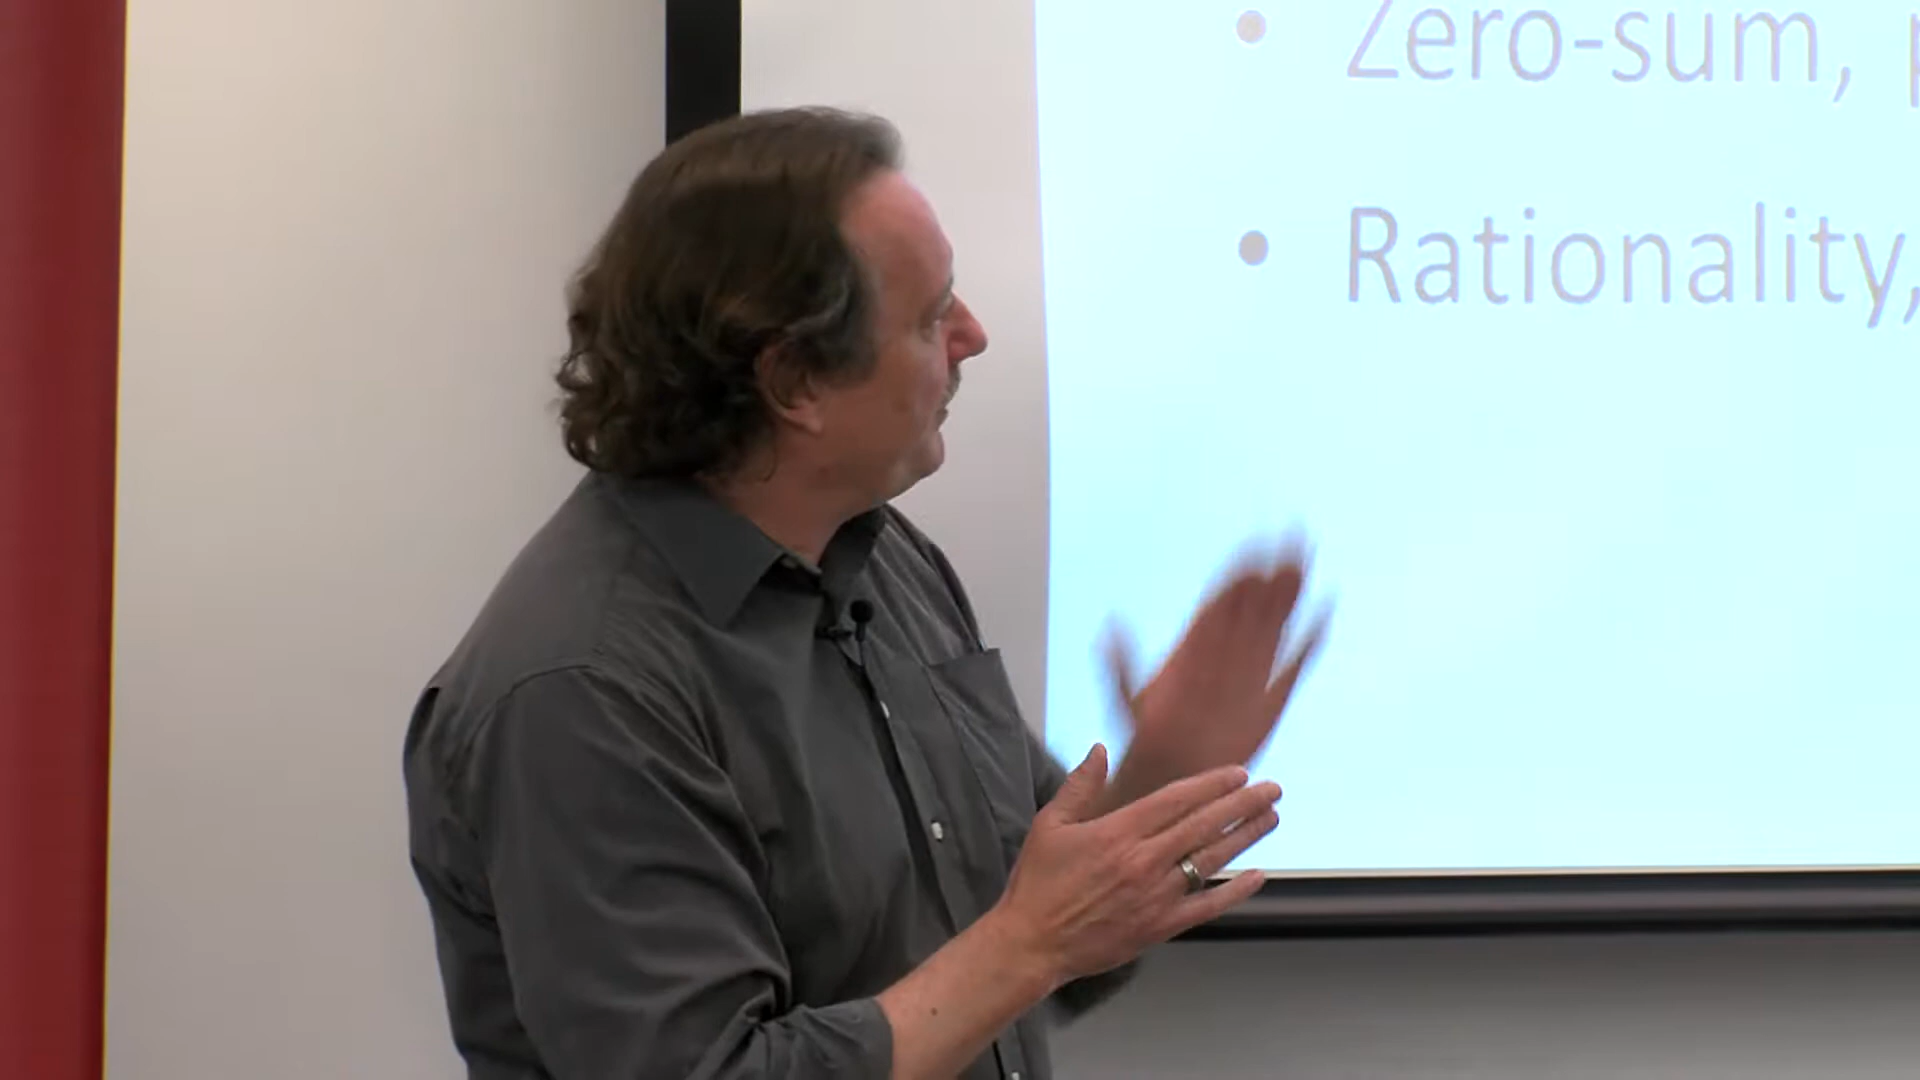 • Zero-sum,
• Rationality,